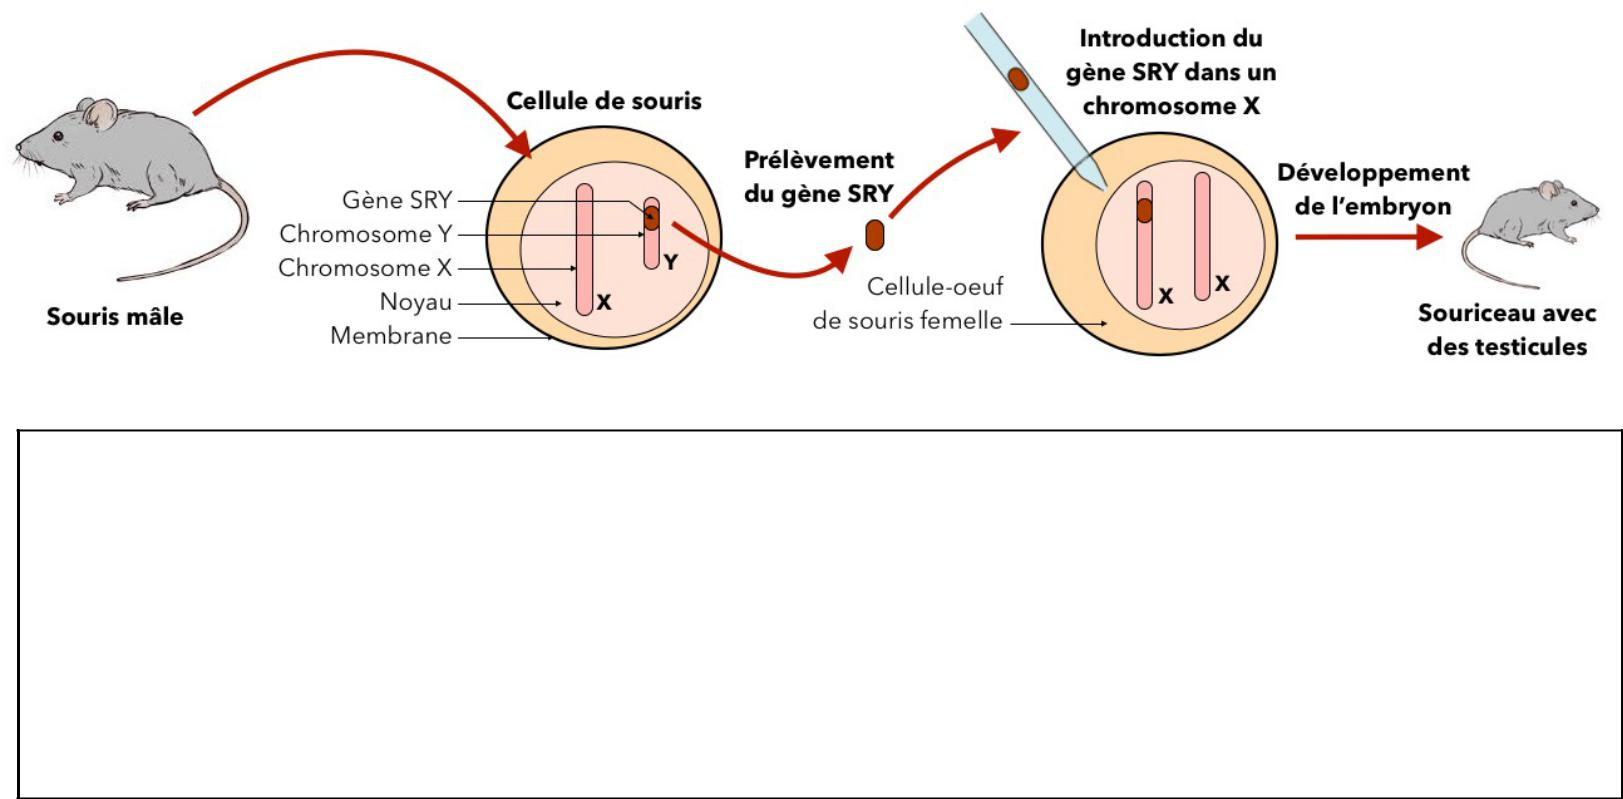 Introduction du
gène SRY dans un
chromosome X
Cellule de souris
Prélèvement
du gène SRY
Développement
de l'embryon
Gène SRY
Chromosome Y
Chromosome X
Noyau
Membrane
X
Y
Cellule-oeuf
de souris femelle
X
X
Souris mâle
Souriceau avec
des testicules